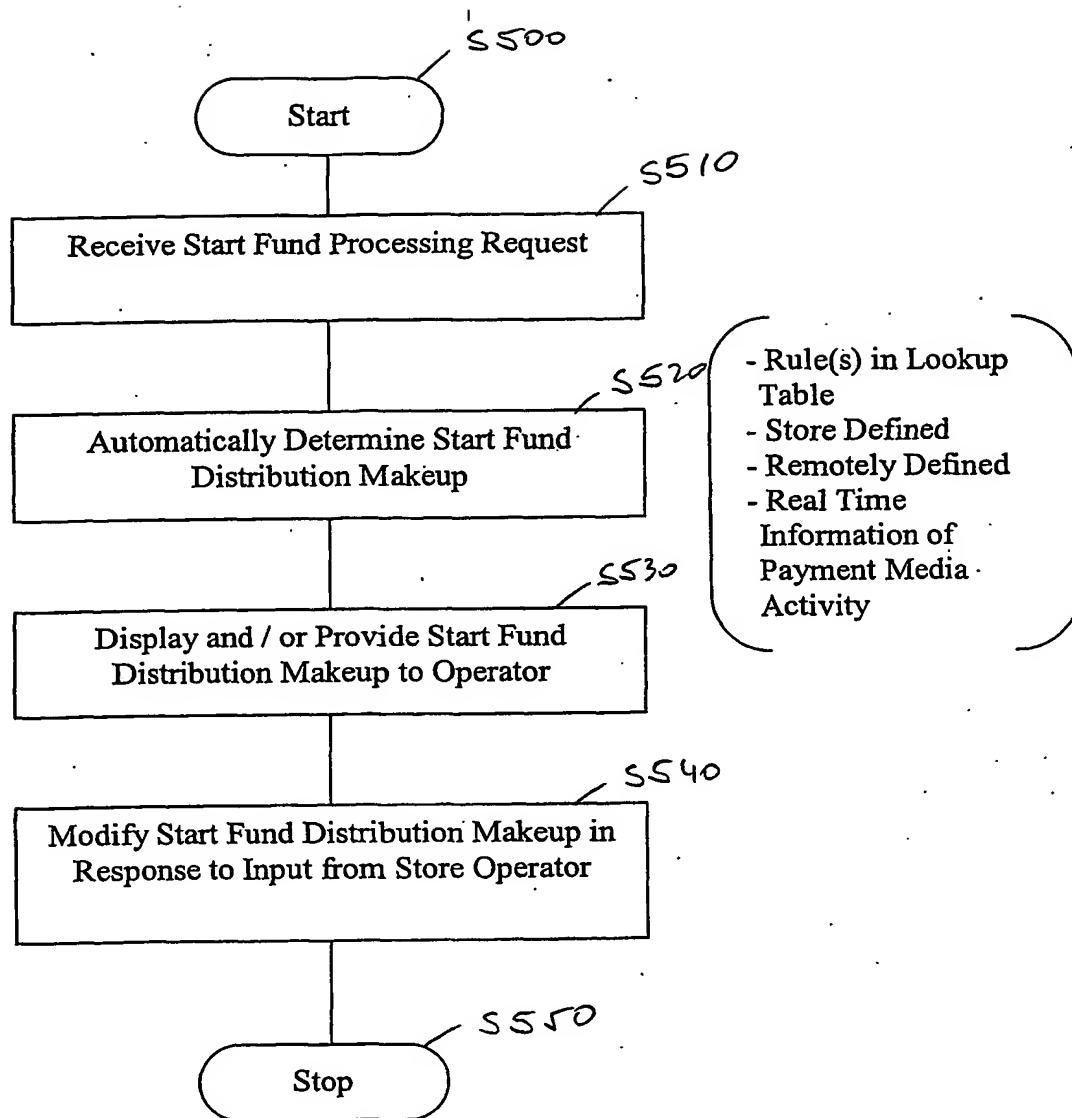 S500
Start
S510
Receive Start Fund Processing Request
S520
Automatically Determine Start Fund
Distribution Makeup
- Rule(s) in Lookup
Table
- Store Defined
- Remotely Defined
- Real Time
Information of
Payment Media
Activity
S530
Display and / or Provide Start Fund
Distribution Makeup to Operator
S540
Modify Start Fund Distribution Makeup in
Response to Input from Store Operator
S550
Stop